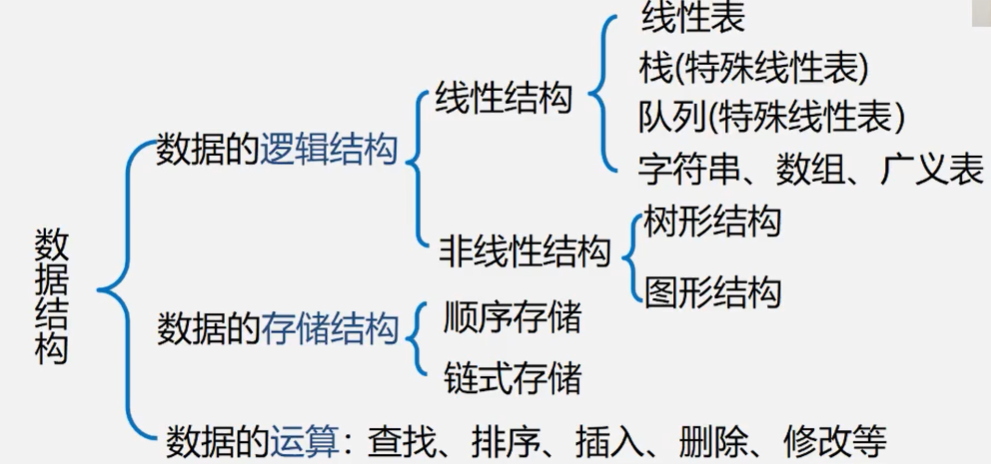 数据结构
数据的逻辑结构
线性结构
线性表
栈(特殊线性表)
队列(特殊线性表）
字符串、数组、广义表
非线性结构
树形结构
图形结构
数据的存储结构
顺序存储
链式存储
数据的运算：查找、排序、插入、删除、修改等